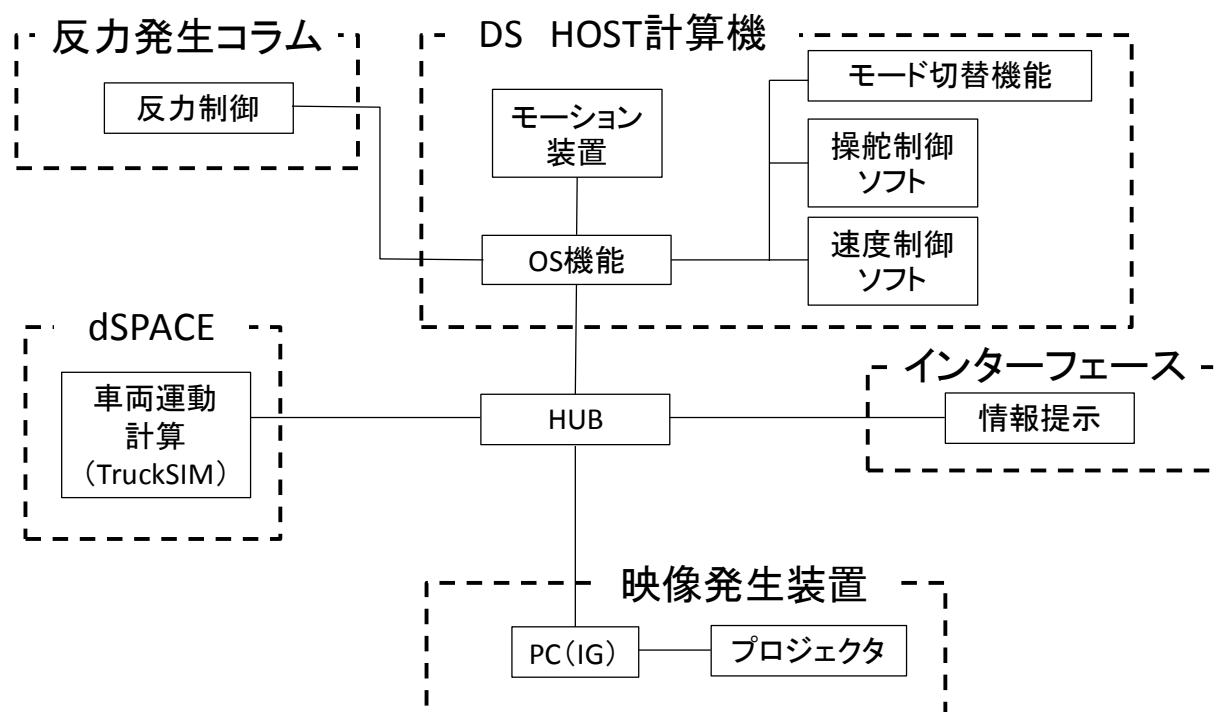 反力発生コラム
反力制御
DS HOST計算機
モーション
装置
OS機能
モード切替機能
操舵制御
ソフト
速度制御
ソフト
dSPACE
車両運動
計算
（TruckSIM）
HUB
インターフェース
情報提示
映像発生装置
PC（IG）
プロジェクタ